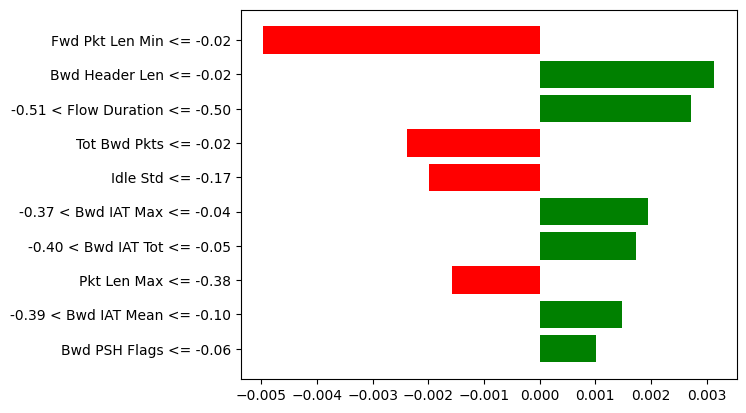 Fwd Pkt Len Min <= -0.02
Bwd Header Len <= -0.02
-0.51 < Flow Duration <= -0.50
Tot Bwd Pkts <= -0.02
Idle Std <= -0.17
-0.37 < Bwd IAT Max <= -0.04
-0.40 < Bwd IAT Tot <= -0.05
Pkt Len Max <= -0.38
-0.39 < Bwd IAT Mean <= -0.10
Bwd PSH Flags <= -0.06
−0.005 −0.004 −0.003 −0.002 −0.001 0.000 0.001 0.002 0.003